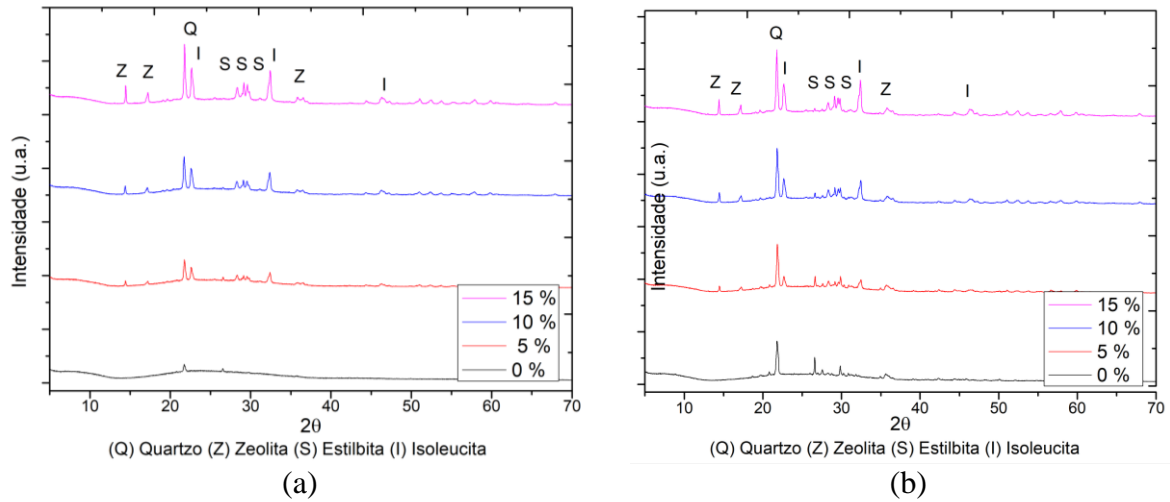 Q
I
I
S S S
Z Z
Z
I
Intensidade (u.a.)
15 %
10 %
5 %
0 %
10 20 30 40 50 60 70
2θ
(Q) Quartzo (Z) Zeolita (S) Estilbita (I) Isoleucita
(a)
Q
I
I
S S S
Z Z
Z
I
Intensidade (u.a.)
15 %
10 %
5 %
0 %
10 20 30 40 50 60 70
2θ
(Q) Quartzo (Z) Zeolita (S) Estilbita (I) Isoleucita
(b)